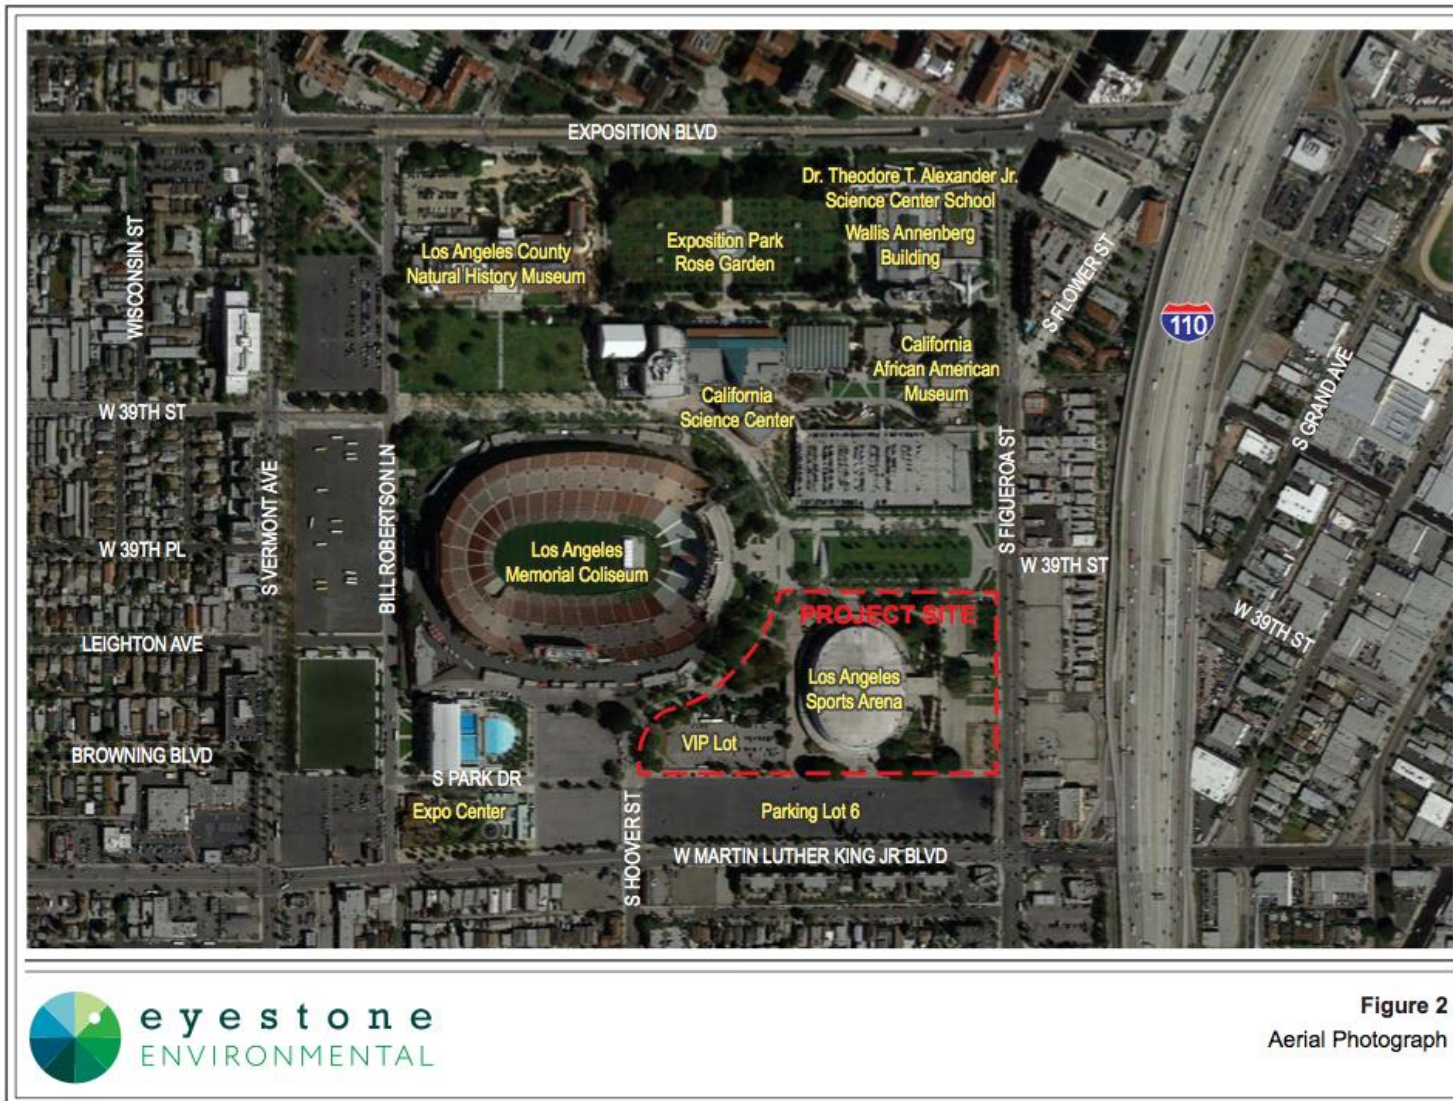 EXPOSITION BLVD
Dr. Theodore T. Alexander Jr.
Science Center School
Wallis Annenberg
Building
Exposition Park
Rose Garden
Los Angeles County
Natural History Museum
WISCONSIN ST
S FLOWER ST
110
California
African American
Museum
California
Science Center
S GRAND AVE
W 39TH ST
S VERMONT AVE
BILL ROBERTSON LN
S FIGUEROA ST
W 39TH PL
Los Angeles
Memorial Coliseum
W 39TH ST
W 39TH ST
PROJECT SITE
LEIGHTON AVE
Los Angeles
Sports Arena
VIP Lot
BROWNING BLVD
S PARK DR
Expo Center
Parking Lot 6
S HOOVER ST
W MARTIN LUTHER KING JR BLVD
eyestone
ENVIRONMENTAL
Figure 2
Aerial Photograph